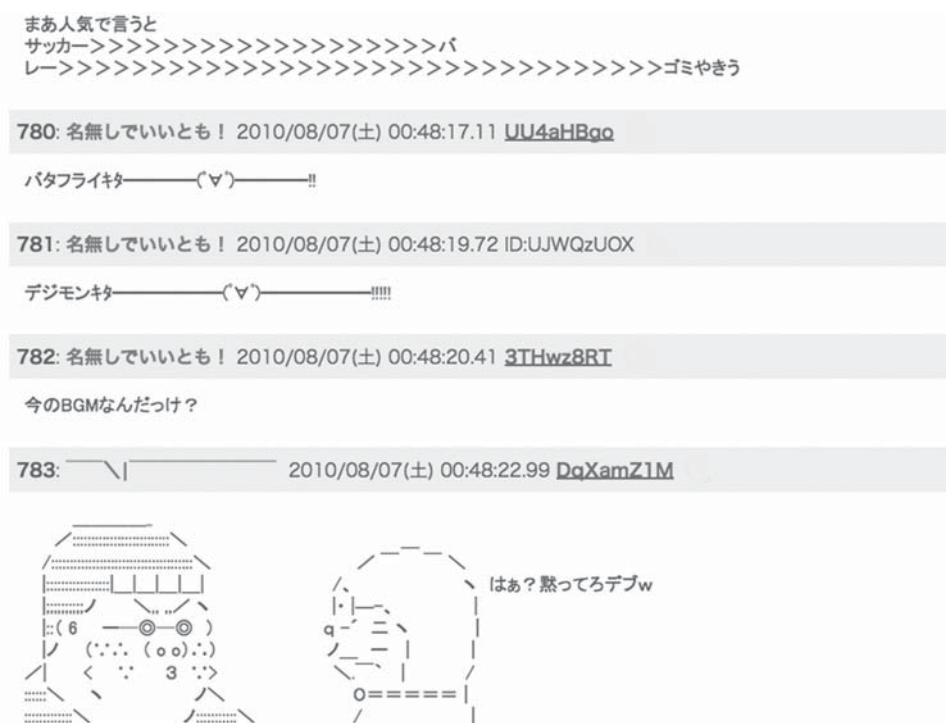 まあ人気で言うと
サッカー>>>>>>>>>>>>>>>>>>>バ
レー>>>>>>>>>>>>>>>>>>>>>>>>>>>>>>>>>ゴミやきう
780: 名無しでいいとも! 2010/08/07(土) 00:48:17.11 UU4aHBgo
バタフライキタ━━━━(゚∀゚)━━━━!!
781: 名無しでいいとも! 2010/08/07(土) 00:48:19.72 ID:UJWQzUOX
デジモンキタ━━━━━━(゚∀゚)━━━━━━!!!!!
782: 名無しでいいとも! 2010/08/07(土) 00:48:20.41 3THwz8RT
今のBGMなんだっけ?
783: ￣￣＼|￣￣￣￣￣￣￣￣ 2010/08/07(土) 00:48:22.99 DqXamZ1M
はぁ?黙ってろデブw